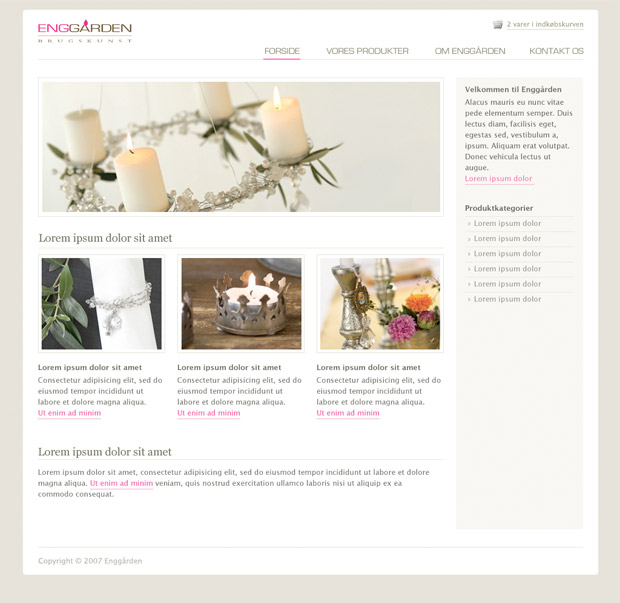 ENGGÅRDEN
BRUGSKUNST
2 varer i indkøbskurven
FORSIDE VORES PRODUKTER OM ENGGÅRDEN KONTAKT OS
Velkommen til Enggården
Alacus mauris eu nunc vitae
pede elementum semper. Duis
lectus diam, facilisis eget,
egestas sed, vestibulum a,
ipsum. Aliquam erat volutpat.
Donec vehicula lectus ut
augue.
Lorem ipsum dolor
Produktkategorier
Lorem ipsum dolor
Lorem ipsum dolor
Lorem ipsum dolor
Lorem ipsum dolor
Lorem ipsum dolor
Lorem ipsum dolor
Lorem ipsum dolor sit amet
Lorem ipsum dolor sit amet
Consectetur adipisicing elit, sed do
eiusmod tempor incididunt ut
labore et dolore magna aliqua.
Ut enim ad minim
Lorem ipsum dolor sit amet
Consectetur adipisicing elit, sed do
eiusmod tempor incididunt ut
labore et dolore magna aliqua.
Ut enim ad minim
Lorem ipsum dolor sit amet
Consectetur adipisicing elit, sed do
eiusmod tempor incididunt ut
labore et dolore magna aliqua.
Ut enim ad minim
Lorem ipsum dolor sit amet
Lorem ipsum dolor sit amet, consectetur adipisicing elit, sed do eiusmod tempor incididunt ut labore et dolore
magna aliqua. Ut enim ad minim veniam, quis nostrud exercitation ullamco laboris nisi ut aliquip ex ea
commodo consequat.
Copyright © 2007 Enggården